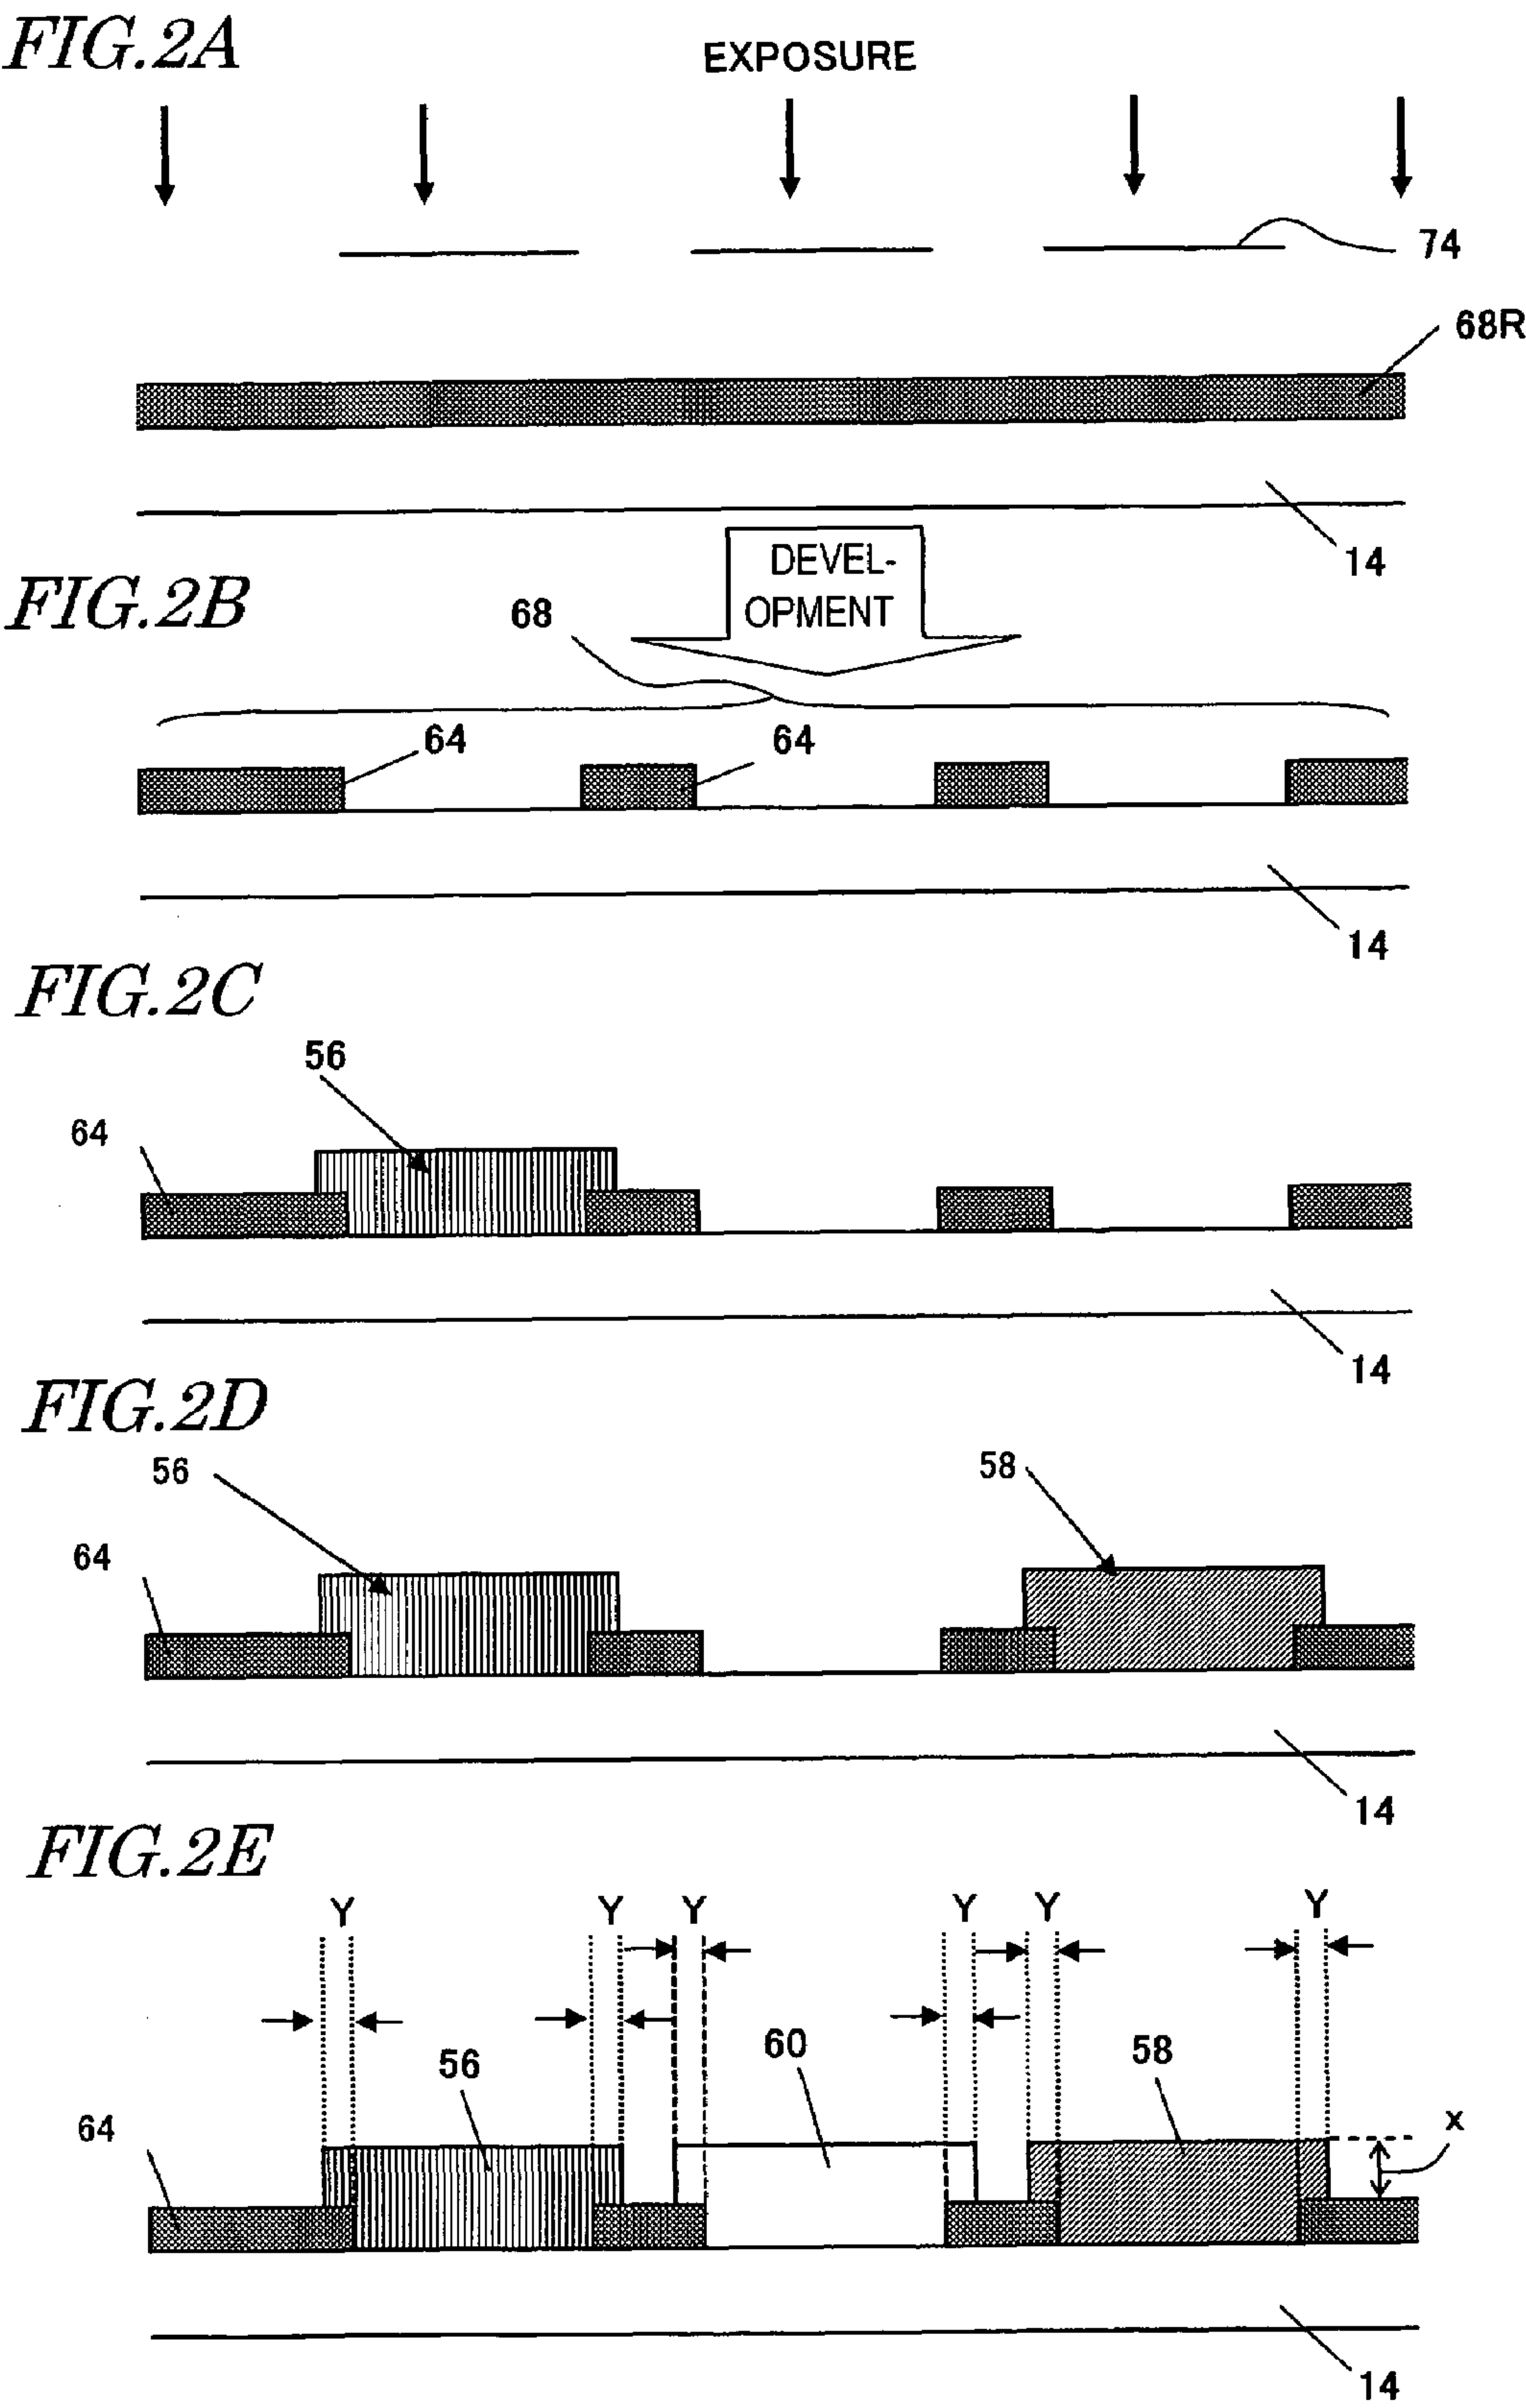 FIG.2A
EXPOSURE
74
68R
14
DEVEL-
OPMENT
FIG.2B
68
64
64
14
FIG.2C
56
64
14
FIG.2D
56
58
64
14
FIG.2E
Y Y Y Y Y Y
60
58
56
x
64
14